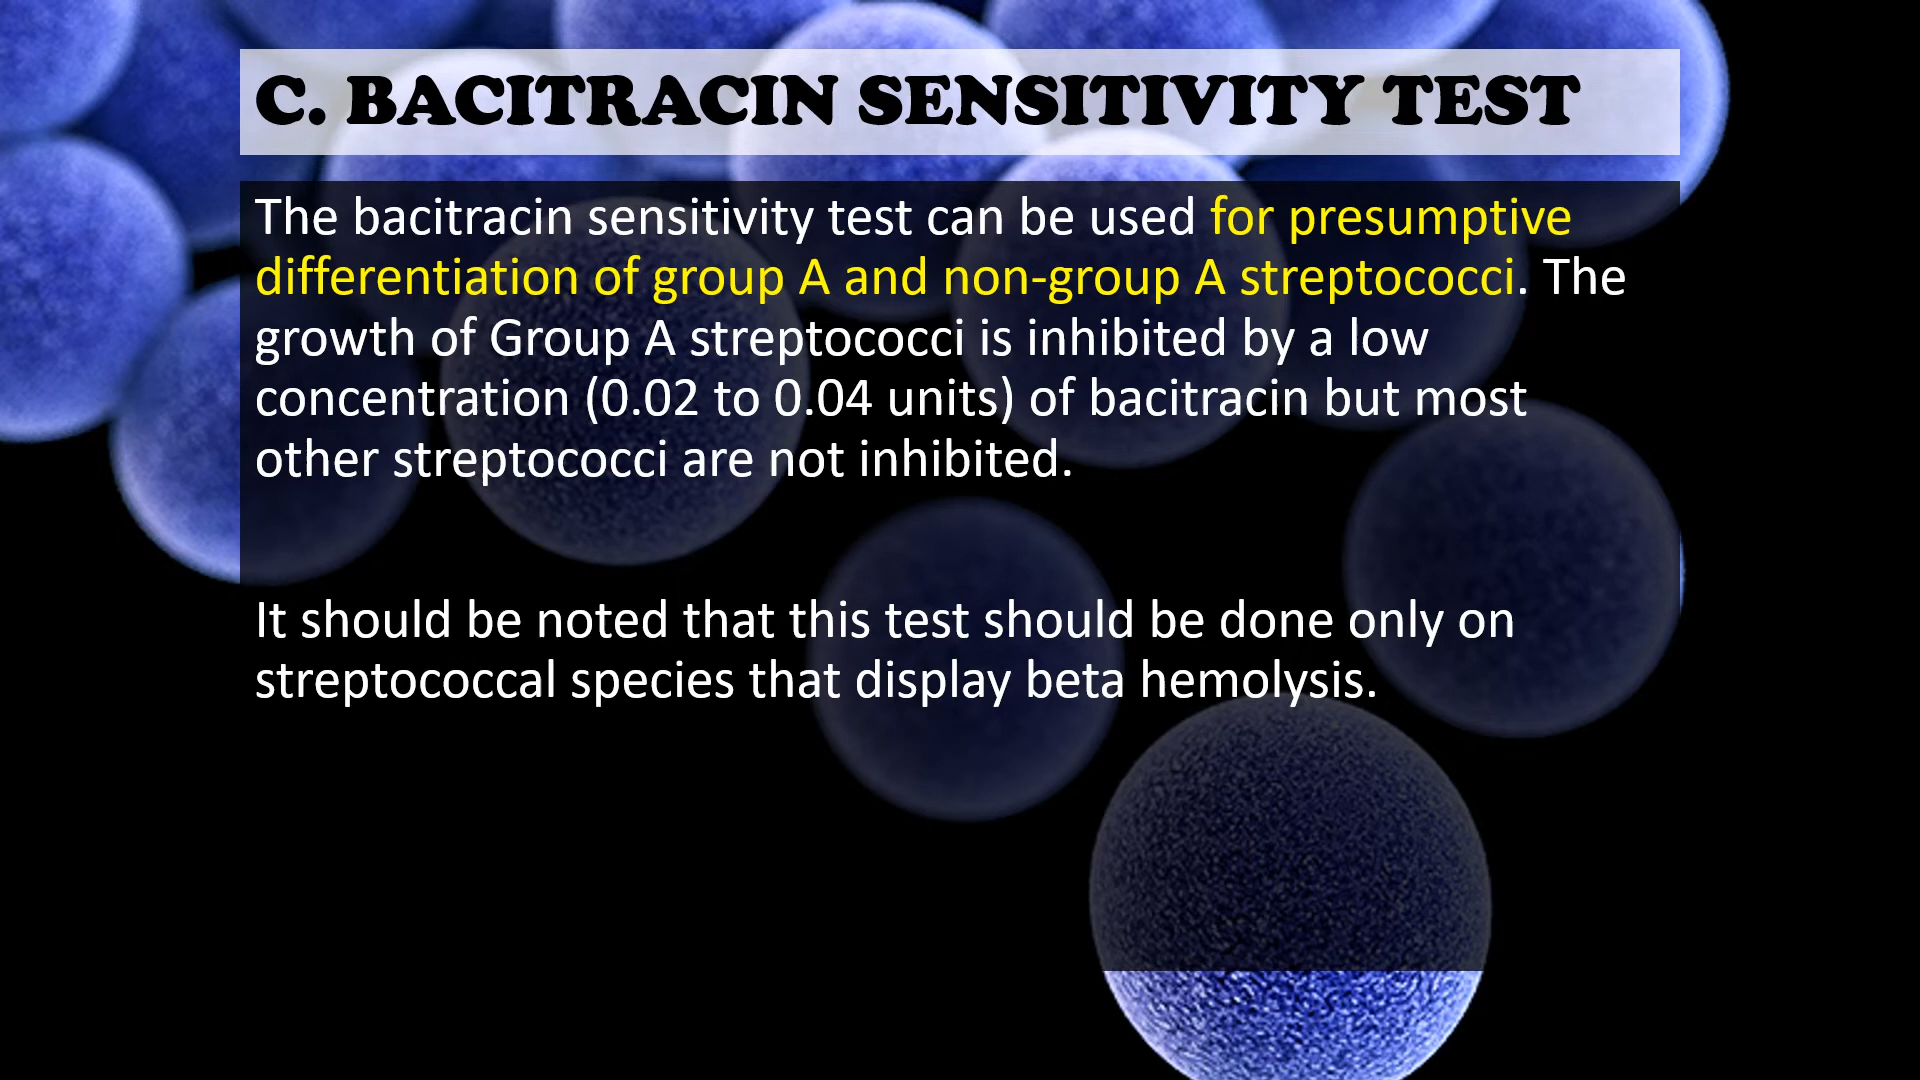 C. BACITRACIN SENSITIVITY TEST
The bacitracin sensitivity test can be used for presumptive
differentiation of group A and non-group A streptococci. The
growth of Group A streptococci is inhibited by a low
concentration (0.02 to 0.04 units) of bacitracin but most
other streptococci are not inhibited.
It should be noted that this test should be done only on
streptococcal species that display beta hemolysis.